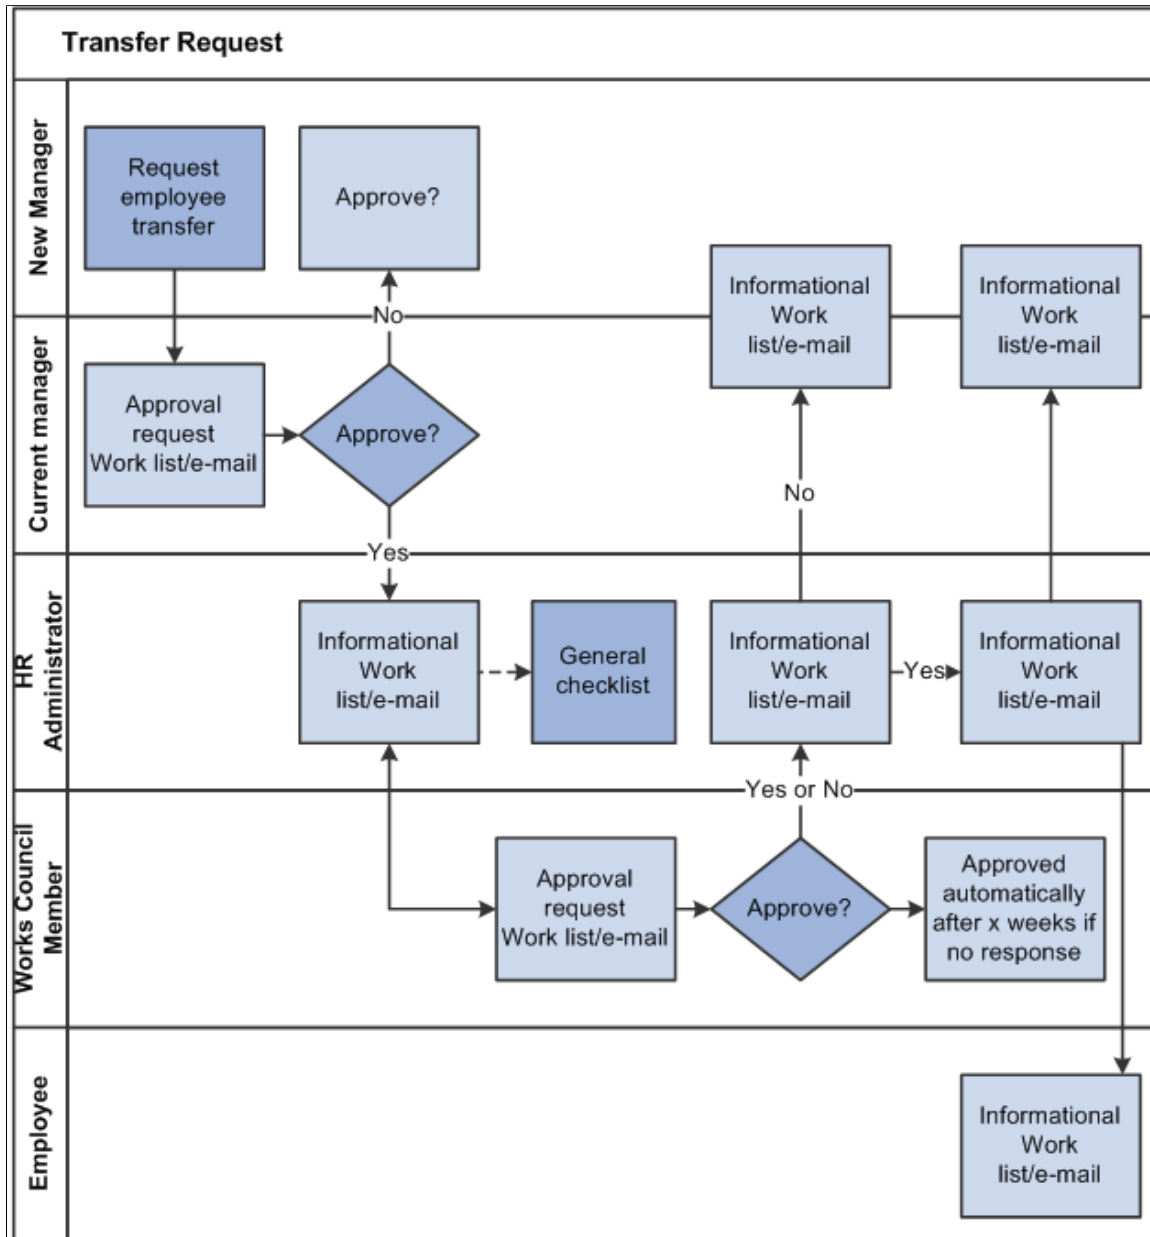 Transfer Request
New Manager
Request
employee
transfer
Approve?
Informational
Work
list/e-mail
Informational
Work
list/e-mail
No
Current manager
Approval
request
Work list/e-mail
Approve?
No
Yes
HR
Administrator
Informational
Work
list/e-mail
General
checklist
Informational
Work
list/e-mail
Yes
Informational
Work
list/e-mail
Yes or No
Works Council
Member
Approval
request
Work list/e-mail
Approve?
Approved
automatically
after x weeks if
no response
Employee
Informational
Work
list/e-mail